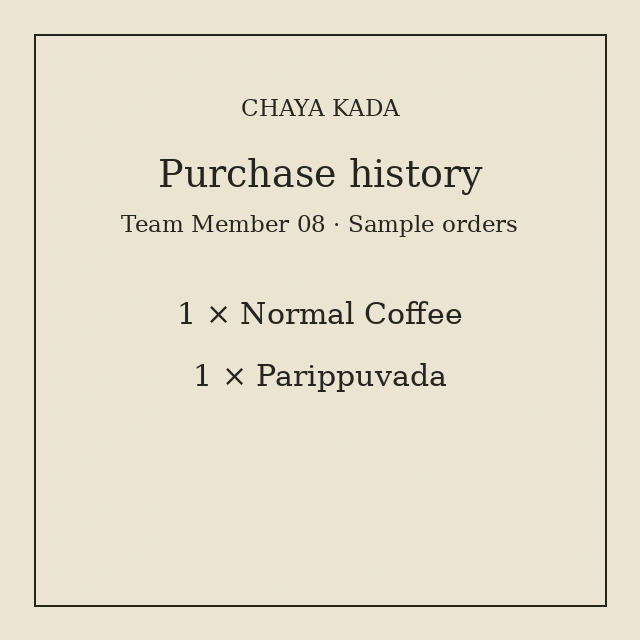 CHAYA KADA
Purchase history
Team Member 08 · Sample orders
1 × Normal Coffee
1 × Parippuvada